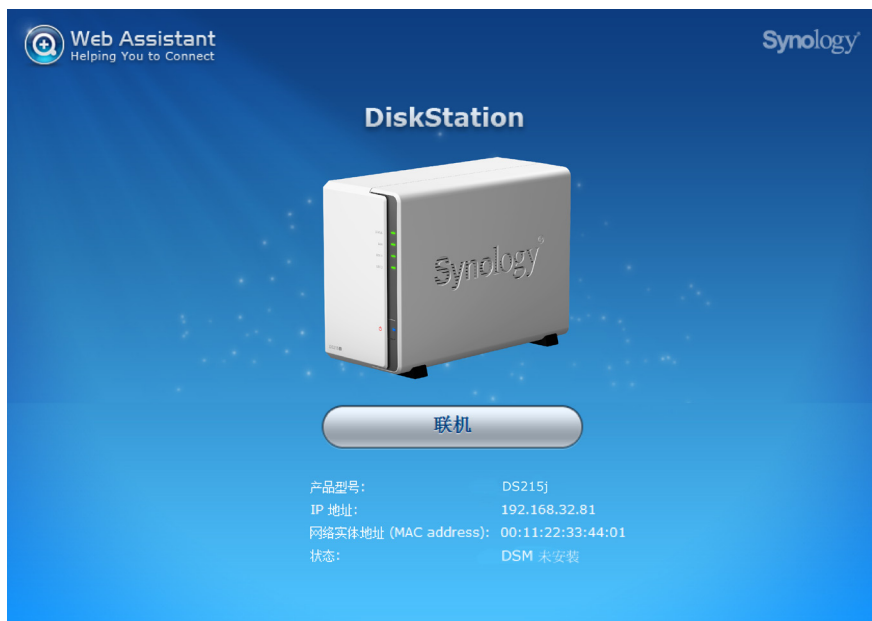 Web Assistant
Helping You to Connect
Synology
DiskStation
Synology
联机
产品型号: DS215j
IP 地址: 192.168.32.81
网络实体地址 (MAC address): 00:11:22:33:44:01
状态: DSM 未安装